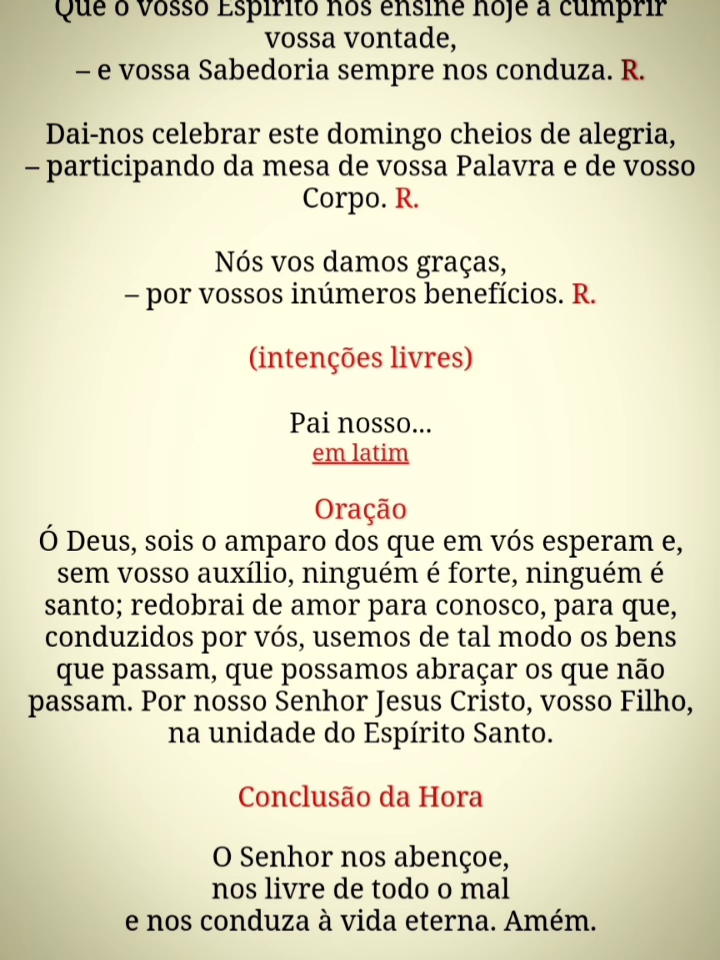 Que o vosso Espírito nos ensine hoje a cumprir
vossa vontade,
– e vossa Sabedoria sempre nos conduza. R.
Dai-nos celebrar este domingo cheios de alegria,
– participando da mesa de vossa Palavra e de vosso
Corpo. R.
Nós vos damos graças,
– por vossos inúmeros benefícios. R.
(intenções livres)
Pai nosso...
em latim
Oração
Ó Deus, sois o amparo dos que em vós esperam e,
sem vosso auxílio, ninguém é forte, ninguém é
santo; redobrai de amor para conosco, para que,
conduzidos por vós, usemos de tal modo os bens
que passam, que possamos abraçar os que não
passam. Por nosso Senhor Jesus Cristo, vosso Filho,
na unidade do Espírito Santo.
Conclusão da Hora
O Senhor nos abençoe,
nos livre de todo o mal
e nos conduza à vida eterna. Amém.